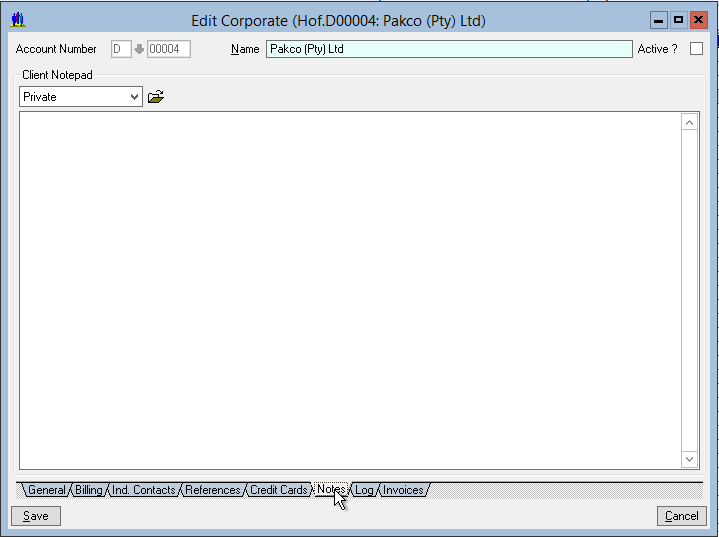 Edit Corporate (Hof.D00004: Pakco (Pty) Ltd)
Account Number D 00004 Name Pakco (Pty) Ltd Active ?
Client Notepad
Private
General Billing Ind. Contacts References Credit Cards Notes Log Invoices
Save Cancel